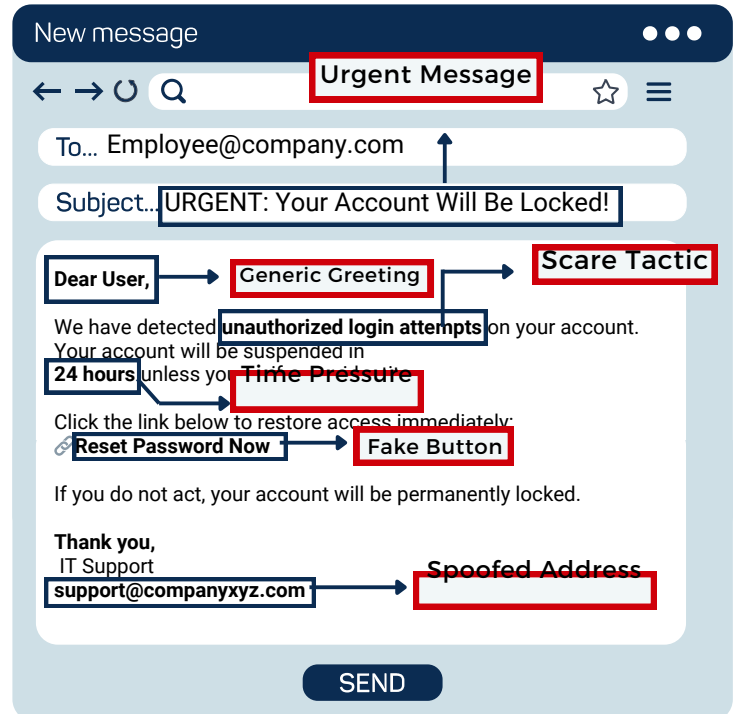 New message
Urgent Message
To... Employee@company.com
Subject... URGENT: Your Account Will Be Locked!
Scare Tactic
Dear User,
Generic Greeting
We have detected unauthorized login attempts on your account.
Your account will be suspended in
24 hours unless you
Time Pressure
Click the link below to restore access immediately:
Reset Password Now
Fake Button
If you do not act, your account will be permanently locked.
Thank you,
IT Support
Spoofed Address
support@companyxyz.com
SEND